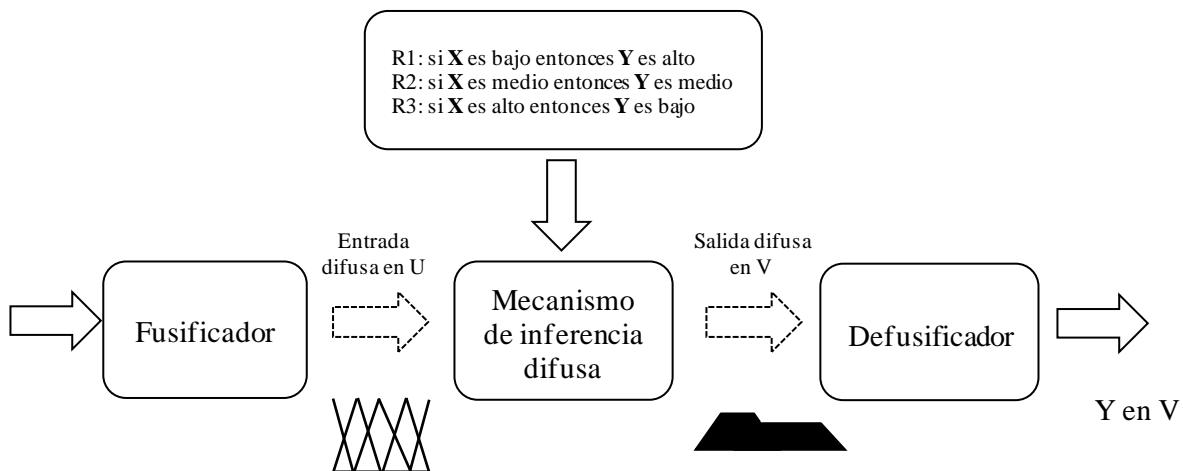 R1: si X es bajo entonces Y es alto
R2: si X es medio entonces Y es medio
R3: si X es alto entonces Y es bajo
Entrada
difusa en U
Salida difusa
en V
Fusificador
Mecanismo
de inferencia
difusa
Defusificador
Y en V